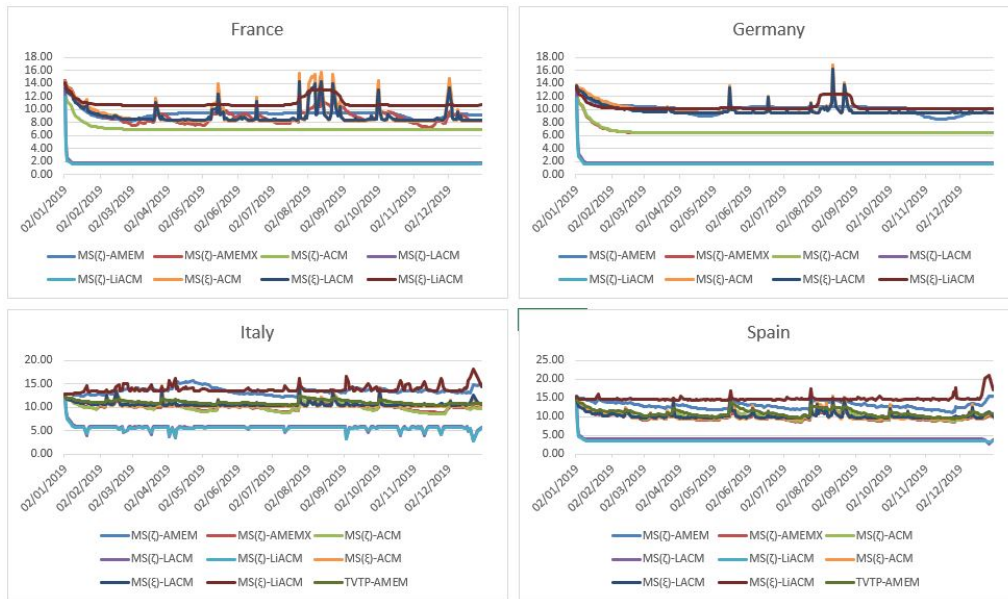 France
18.00
16.00
14.00
12.00
10.00
8.00
6.00
4.00
2.00
0.00
02/01/2019 02/02/2019 02/03/2019 02/04/2019 02/05/2019 02/06/2019 02/07/2019 02/08/2019 02/09/2019 02/10/2019 02/11/2019 02/12/2019
MS(ζ)-AMEM MS(ζ)-AMEMX MS(ζ)-ACM MS(ζ)-LACM
MS(ζ)-LiACM MS(ξ)-ACM MS(ξ)-LACM MS(ξ)-LiACM
Germany
18.00
16.00
14.00
12.00
10.00
8.00
6.00
4.00
2.00
0.00
02/01/2019 02/02/2019 02/03/2019 02/04/2019 02/05/2019 02/06/2019 02/07/2019 02/08/2019 02/09/2019 02/10/2019 02/11/2019 02/12/2019
MS(ζ)-AMEM MS(ζ)-AMEMX MS(ζ)-ACM MS(ζ)-LACM
MS(ζ)-LiACM MS(ξ)-ACM MS(ξ)-LACM MS(ξ)-LiACM
Italy
20.00
15.00
10.00
5.00
0.00
02/01/2019 02/02/2019 02/03/2019 02/04/2019 02/05/2019 02/06/2019 02/07/2019 02/08/2019 02/09/2019 02/10/2019 02/11/2019 02/12/2019
MS(ζ)-AMEM MS(ζ)-AMEMX MS(ζ)-ACM
MS(ζ)-LACM MS(ζ)-LiACM MS(ξ)-ACM
MS(ξ)-LACM MS(ξ)-LiACM TVTP-AMEM
Spain
25.00
20.00
15.00
10.00
5.00
0.00
02/01/2019 02/02/2019 02/03/2019 02/04/2019 02/05/2019 02/06/2019 02/07/2019 02/08/2019 02/09/2019 02/10/2019 02/11/2019 02/12/2019
MS(ζ)-AMEM MS(ζ)-AMEMX MS(ζ)-ACM
MS(ζ)-LACM MS(ζ)-LiACM MS(ξ)-ACM
MS(ξ)-LACM MS(ξ)-LiACM TVTP-AMEM